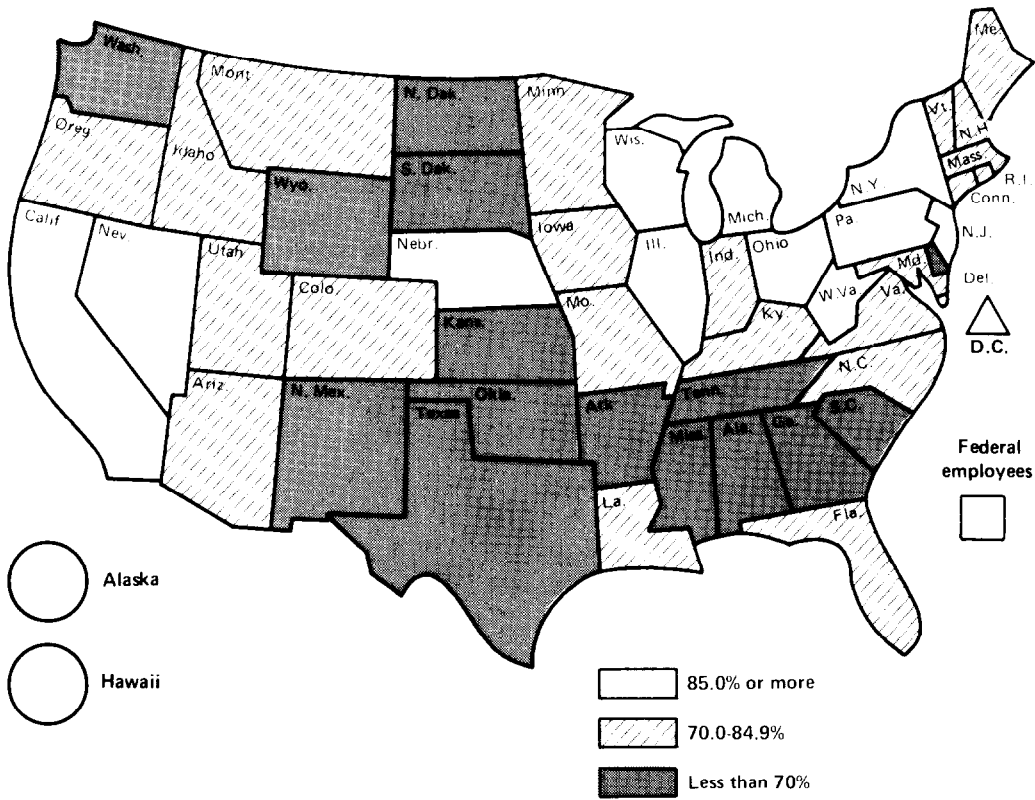 Wash.
Mont
N. Dak.
Minn
Me
Oreg
Idaho
Wyo.
S. Dak.
Wis.
Vt.
N.H
Mass.
R.I.
Conn.
N.Y.
Mich.
Calif
Nev.
Utah
Nebr.
Iowa
Ill.
Ind.
Ohio
Pa.
N.J.
Md.
Del.
D.C.
Colo
Kans.
Mo.
Ky
W.Va
Va.
Ariz
N. Mex.
Okla.
Texas
Ark
Tenn.
N.C.
S.C.
Miss.
Ala.
Ga.
La.
Fla.
Federal
employees
Alaska
Hawaii
85.0% or more
70.0-84.9%
Less than 70%